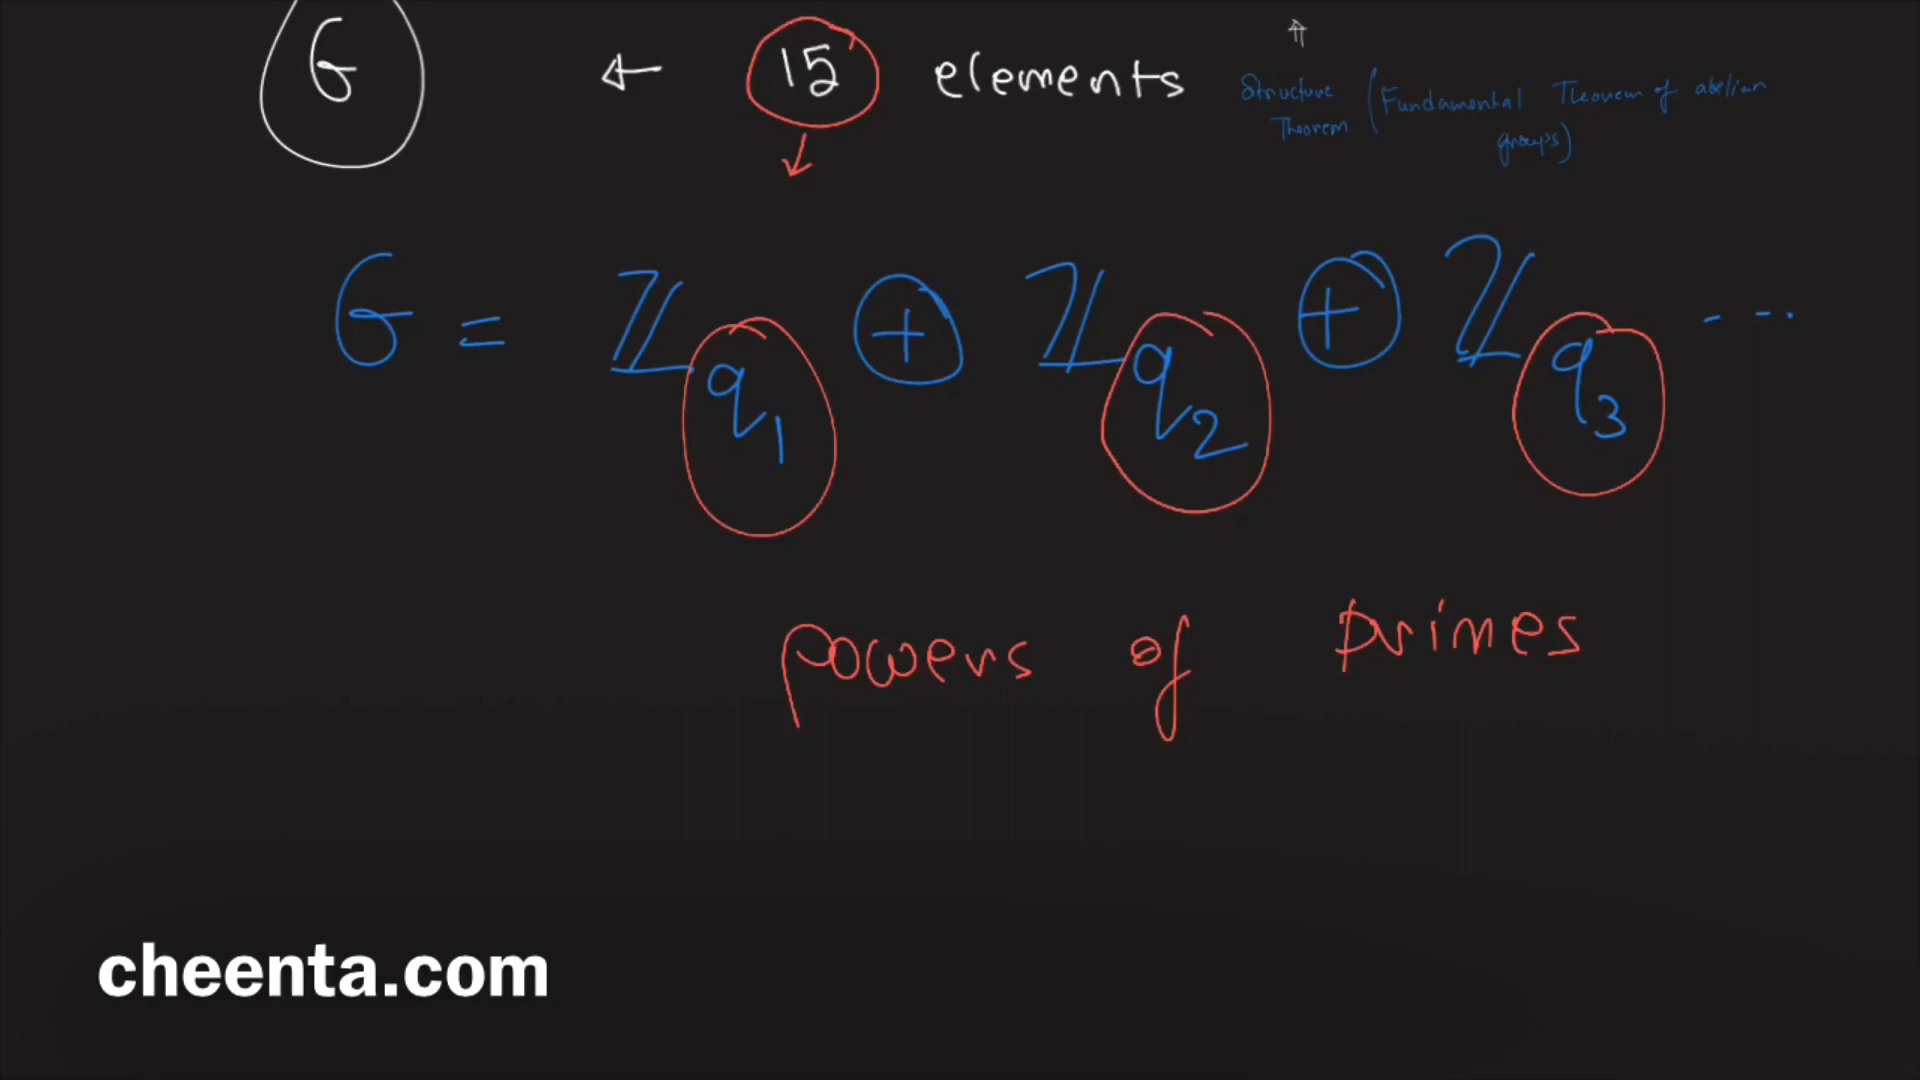 G ← 15 elements
Structure Theorem (Fundamental Theorem of abelian groups)
G = ℤq₁ ⊕ ℤq₂ ⊕ ℤq₃ ...
powers of primes
cheenta.com